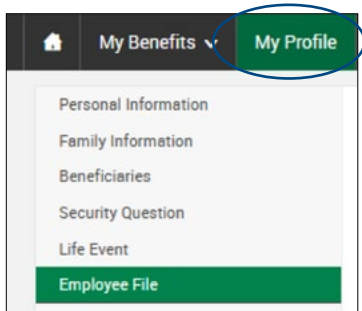 My Benefits My Profile
Personal Information
Family Information
Beneficiaries
Security Question
Life Event
Employee File